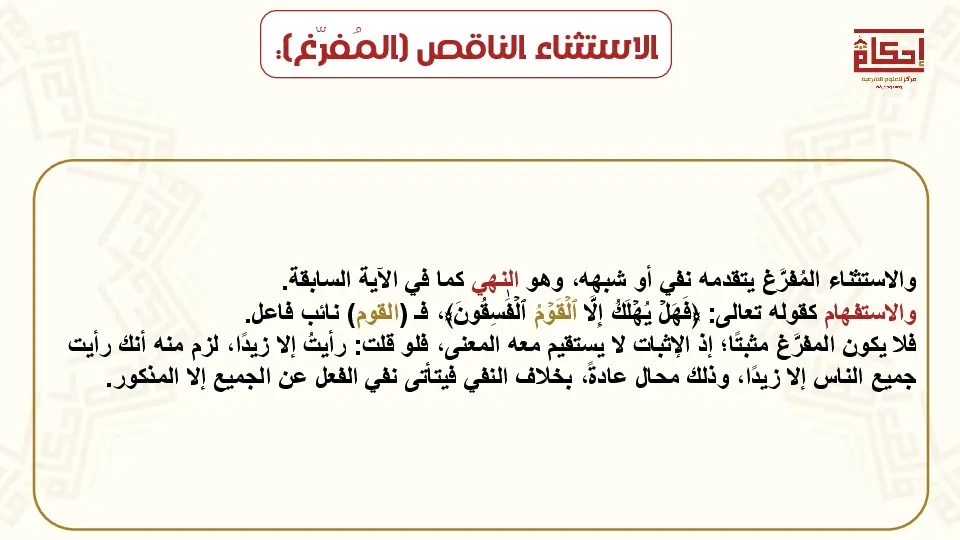 الاستثناء الناقص (المُفرّغ):
إحكام
مركز للعلوم الشرعية
والاستثناء المُفرَّغ يتقدمه نفي أو شبهه، وهو النهي كما في الآية السابقة.
والاستفهام كقوله تعالى: ﴿فَهَلۡ يُهۡلَكُ إِلَّا ٱلۡقَوۡمُ ٱلۡفَٰسِقُونَ﴾، فـ (القوم) نائب فاعل.
فلا يكون المفرَّغ مثبتًا؛ إذ الإثبات لا يستقيم معه المعنى، فلو قلت: رأيتُ إلا زيدًا، لزم منه أنك رأيت
جميع الناس إلا زيدًا، وذلك محال عادةً، بخلاف النفي فيتأتى نفي الفعل عن الجميع إلا المذكور.